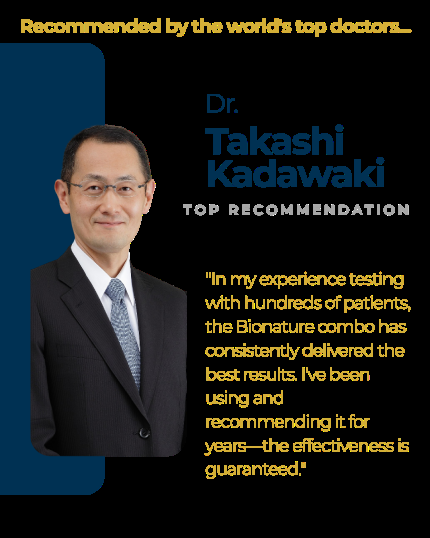 Recommended by the world's top doctors...
Dr.
Takashi
Kadawaki
TOP RECOMMENDATION
"In my experience testing
with hundreds of patients,
the Bionature combo has
consistently delivered the
best results. I've been
using and
recommending it for
years—the effectiveness is
guaranteed."